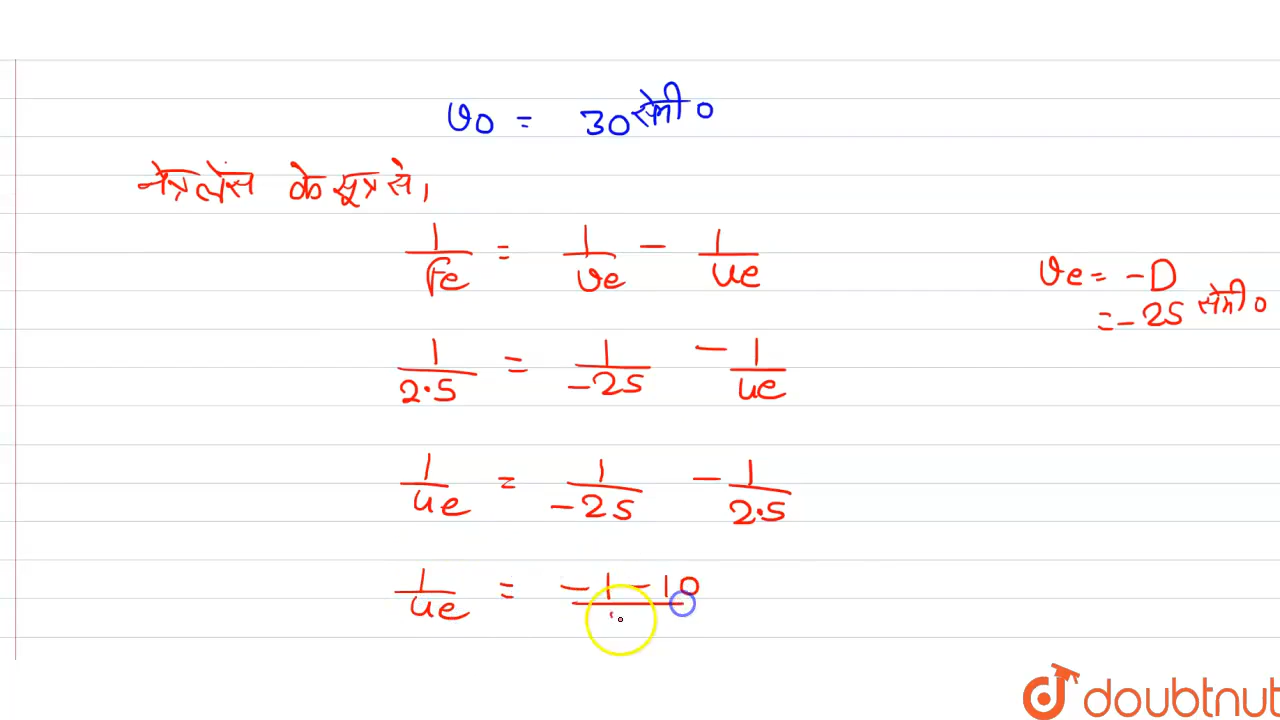 v₀ = 30 सेमी०
नेत्र लेंस के सूत्र से,
1/fe = 1/ve - 1/ue
ve = -D
= -25 सेमी०
1/2.5 = 1/-25 - 1/ue
1/ue = 1/-25 - 1/2.5
1/ue = -1-10/
doubtnut